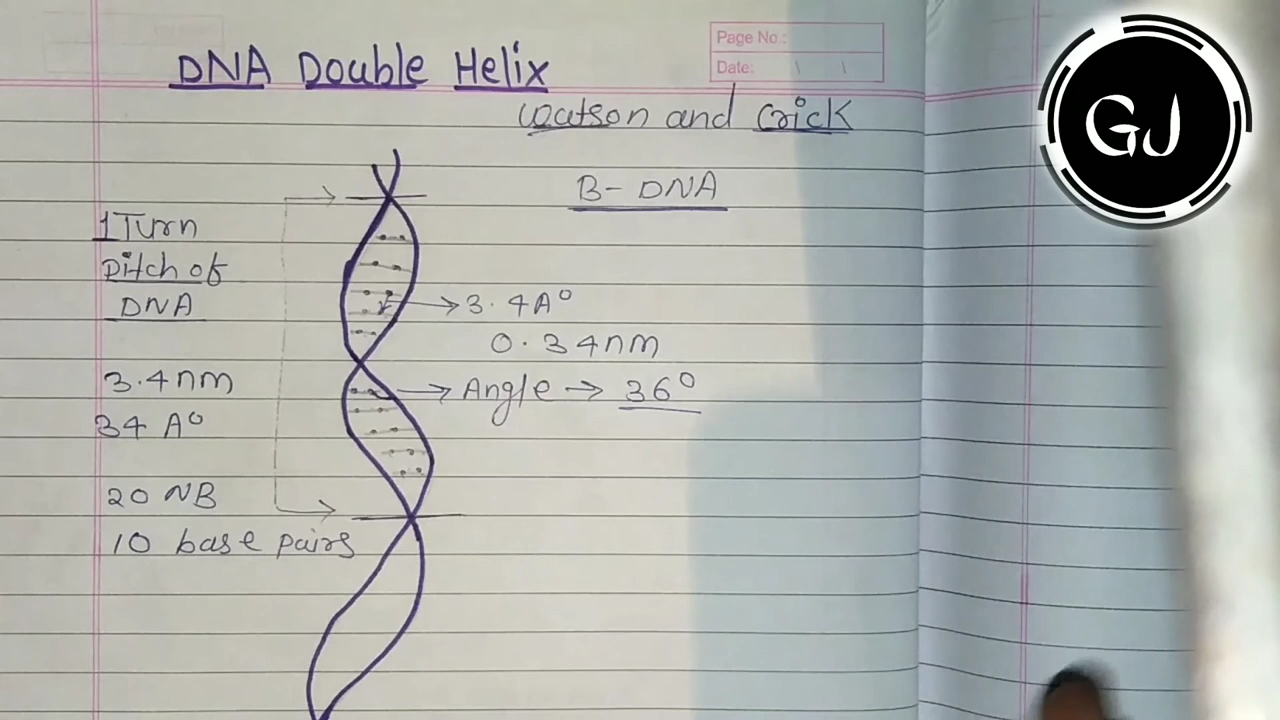 Page No.:
Date:
DNA Double Helix
Watson and Crick
B- DNA
1 Turn
Pitch of
DNA
3.4A°
0.34nm
3.4nm
Angle → 36°
34 A°
20 NB
10 base pairs
GJ